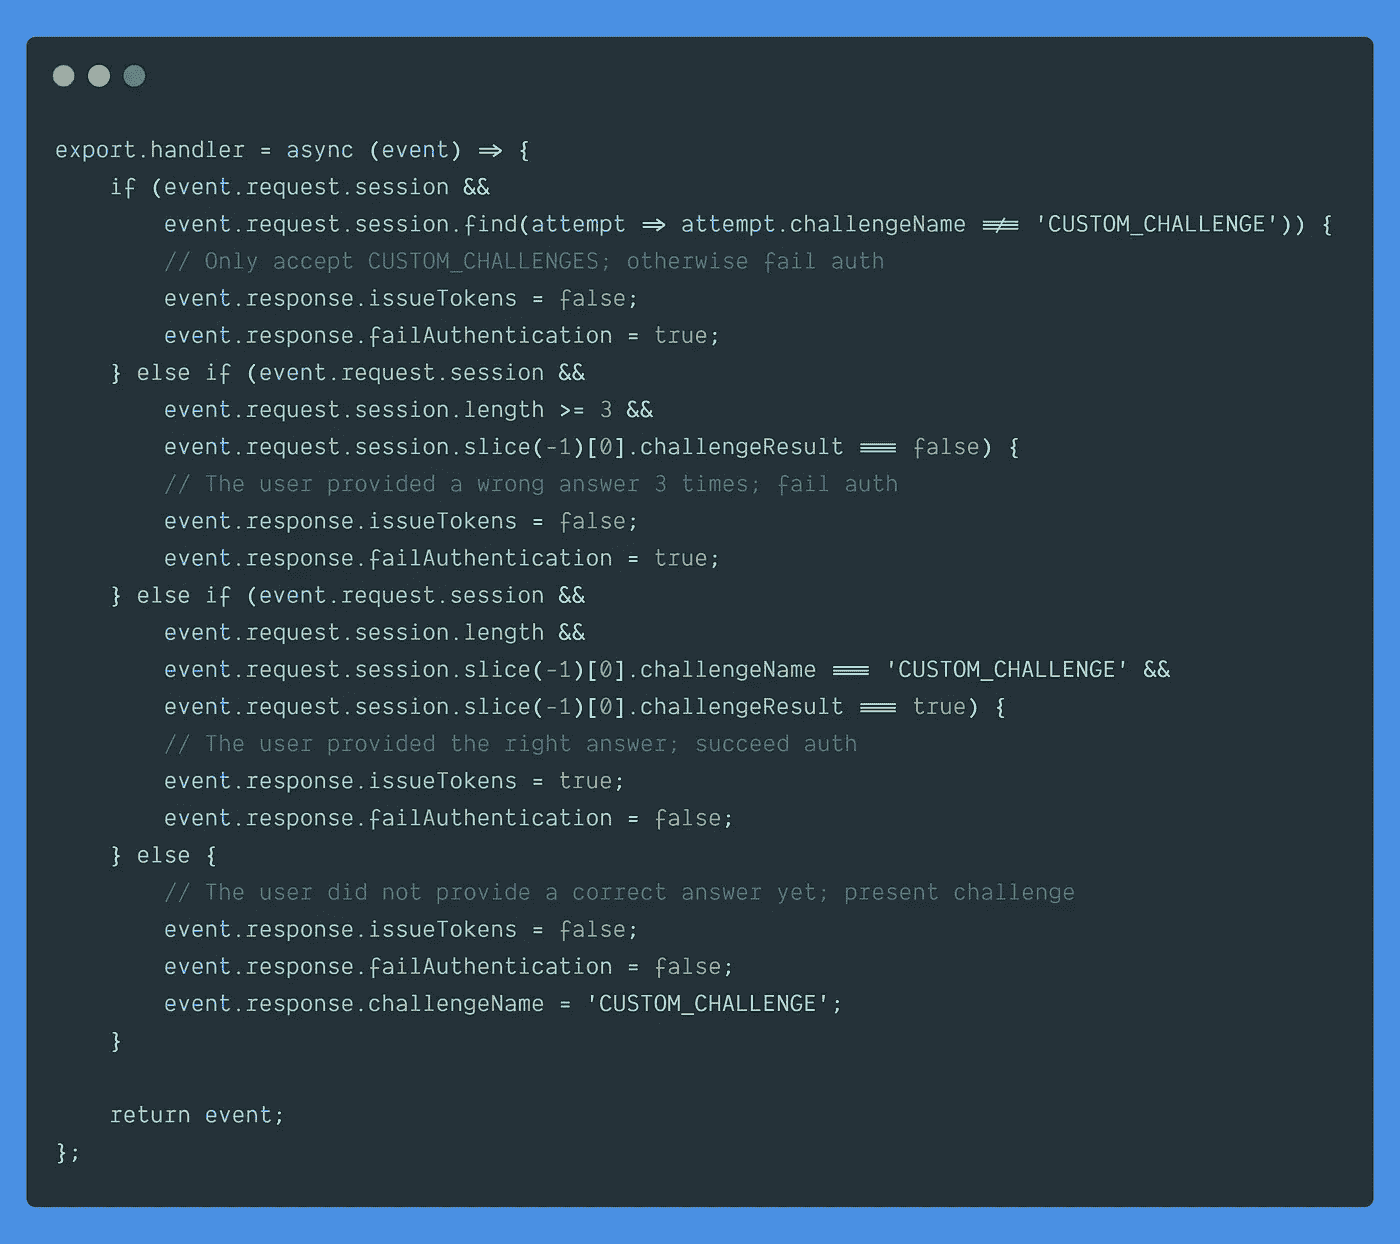 export.handler = async (event) => {
    if (event.request.session &&
        event.request.session.find(attempt => attempt.challengeName !== 'CUSTOM_CHALLENGE')) {
        // Only accept CUSTOM_CHALLENGES; otherwise fail auth
        event.response.issueTokens = false;
        event.response.failAuthentication = true;
    } else if (event.request.session &&
        event.request.session.length >= 3 &&
        event.request.session.slice(-1)[0].challengeResult === false) {
        // The user provided a wrong answer 3 times; fail auth
        event.response.issueTokens = false;
        event.response.failAuthentication = true;
    } else if (event.request.session &&
        event.request.session.length &&
        event.request.session.slice(-1)[0].challengeName === 'CUSTOM_CHALLENGE' &&
        event.request.session.slice(-1)[0].challengeResult === true) {
        // The user provided the right answer; succeed auth
        event.response.issueTokens = true;
        event.response.failAuthentication = false;
    } else {
        // The user did not provide a correct answer yet; present challenge
        event.response.issueTokens = false;
        event.response.failAuthentication = false;
        event.response.challengeName = 'CUSTOM_CHALLENGE';
    }

    return event;
};